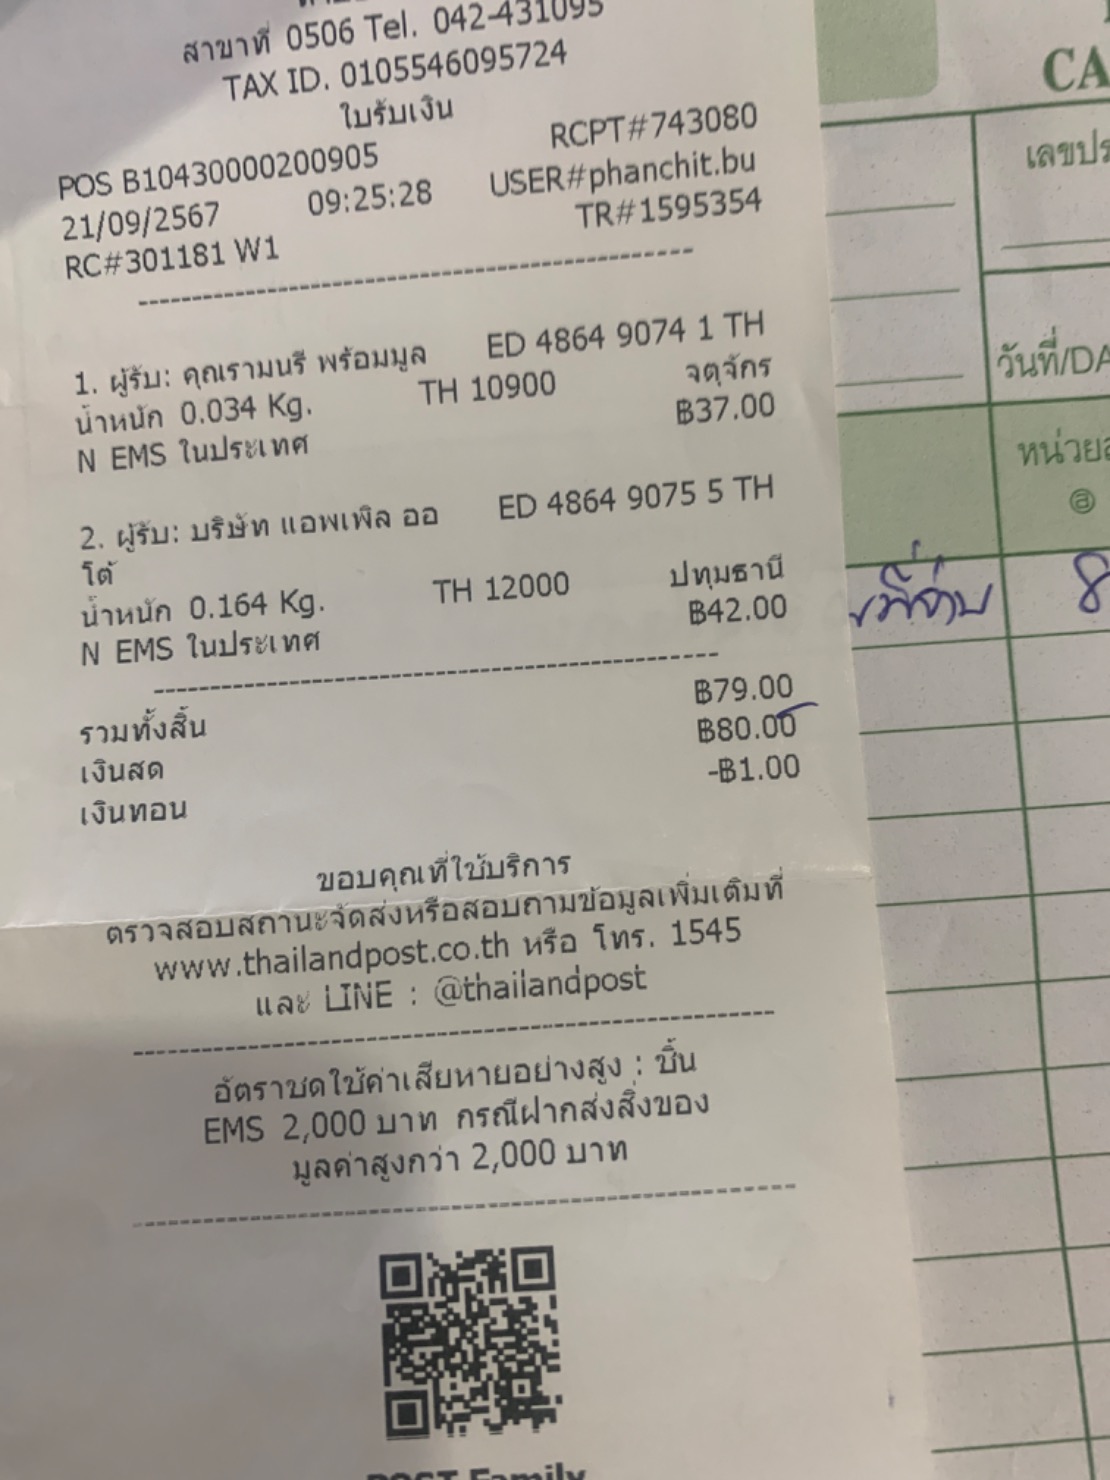 สาขาที่ 0506 Tel. 042-431095
TAX ID. 0105546095724
ใบรับเงิน
POS B10430000200905 RCPT#743080
21/09/2567 09:25:28 USER#phanchit.bu
RC#301181 W1 TR#1595354
1. ผู้รับ: คุณรามนรี พร้อมมูล ED 4864 9074 1 TH
น้ำหนัก 0.034 Kg. TH 10900 จตุจักร
N EMS ในประเทศ ฿37.00
2. ผู้รับ: บริษัท แอพเพิล ออ ED 4864 9075 5 TH
โต้
น้ำหนัก 0.164 Kg. TH 12000 ปทุมธานี
N EMS ในประเทศ ฿42.00
รวมทั้งสิ้น ฿79.00
เงินสด ฿80.00
เงินทอน -฿1.00
ขอบคุณที่ใช้บริการ
ตรวจสอบสถานะจัดส่งหรือสอบถามข้อมูลเพิ่มเติมที่
www.thailandpost.co.th หรือ โทร. 1545
และ LINE : @thailandpost
อัตราชดใช้ค่าเสียหายอย่างสูง : ชิ้น
EMS 2,000 บาท กรณีฝากส่งสิ่งของ
มูลค่าสูงกว่า 2,000 บาท
POST Family
CA
เลขประ
วันที่/DA
หน่วยล
@
8